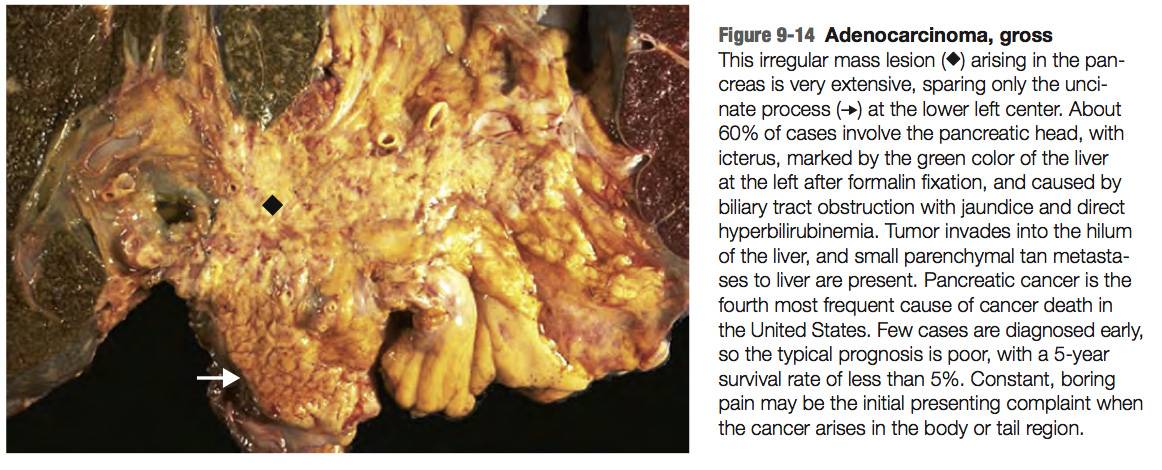 Figure 9-14 Adenocarcinoma, gross
This irregular mass lesion (◆) arising in the pan-
creas is very extensive, sparing only the unci-
nate process (→) at the lower left center. About
60% of cases involve the pancreatic head, with
icterus, marked by the green color of the liver
at the left after formalin fixation, and caused by
biliary tract obstruction with jaundice and direct
hyperbilirubinemia. Tumor invades into the hilum
of the liver, and small parenchymal tan metasta-
ses to liver are present. Pancreatic cancer is the
fourth most frequent cause of cancer death in
the United States. Few cases are diagnosed early,
so the typical prognosis is poor, with a 5-year
survival rate of less than 5%. Constant, boring
pain may be the initial presenting complaint when
the cancer arises in the body or tail region.